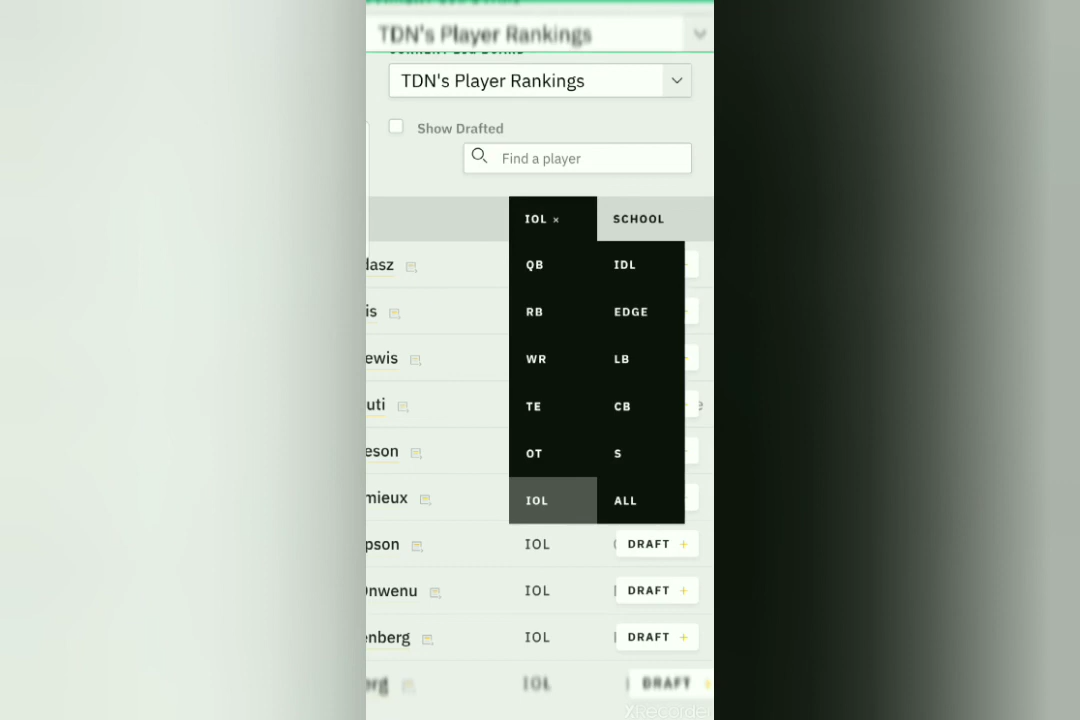 TDN's Player Rankings
TDN's Player Rankings
Show Drafted
Find a player
IOL × SCHOOL
dasz QB IDL
is RB EDGE
ewis WR LB
uti TE CB
eson OT S
mieux IOL ALL
pson IOL DRAFT +
Onwenu IOL DRAFT +
enberg IOL DRAFT +
erg IOL DRAFT +
XRecorder